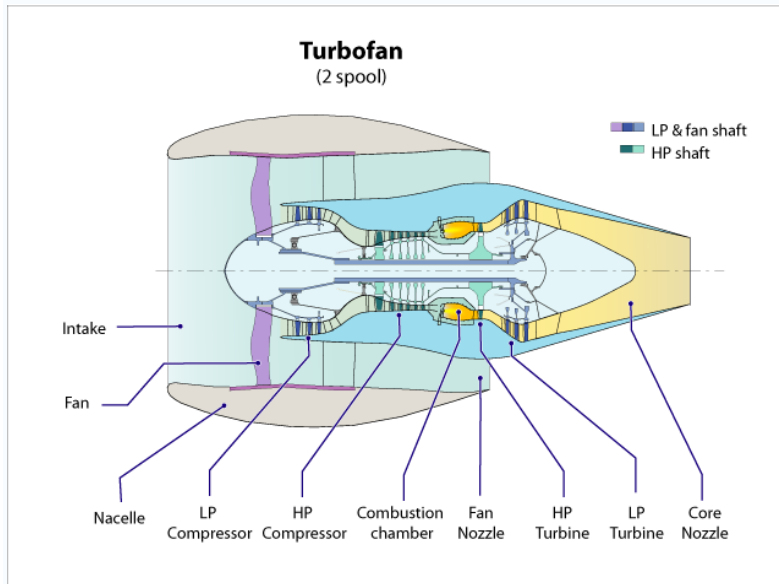 Turbofan
(2 spool)
LP & fan shaft
HP shaft
Intake
Fan
Nacelle
LP
Compressor
HP
Compressor
Combustion
chamber
Fan
Nozzle
HP
Turbine
LP
Turbine
Core
Nozzle